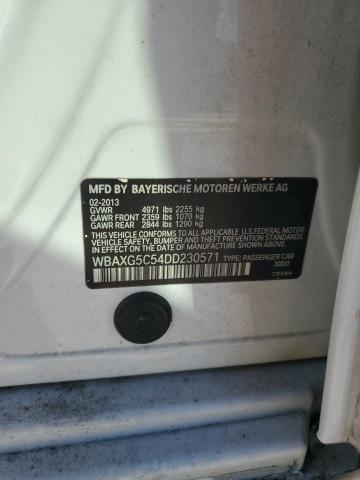 MFD BY BAYERISCHE MOTOREN WERKE AG
02-2013
GVWR 4971 lbs 2255 kg
GAWR FRONT 2359 lbs 1070 kg
GAWR REAR 2844 lbs 1290 kg
THIS VEHICLE CONFORMS TO ALL APPLICABLE U.S. FEDERAL MOTOR
VEHICLE SAFETY, BUMPER, AND THEFT PREVENTION STANDARDS
IN EFFECT ON THE DATE OF MANUFACTURE SHOWN ABOVE.
WBAXG5C54DD230571 TYPE: PASSENGER CAR